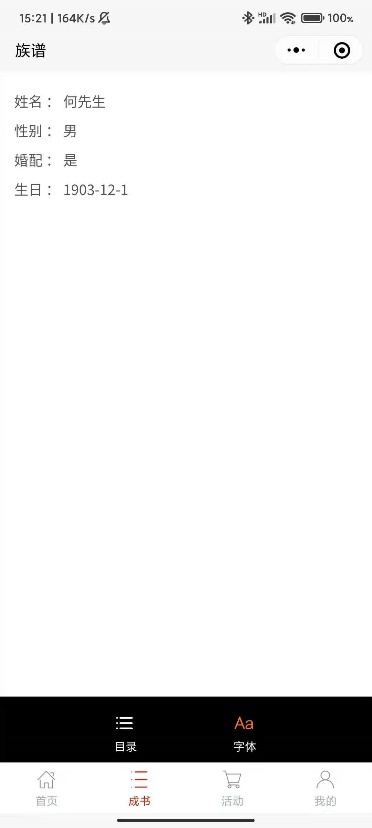 15:21 | 164K/s HD 100%
族谱
姓名： 何先生
性别： 男
婚配： 是
生日： 1903-12-1
Aa
目录 字体
首页 成书 活动 我的